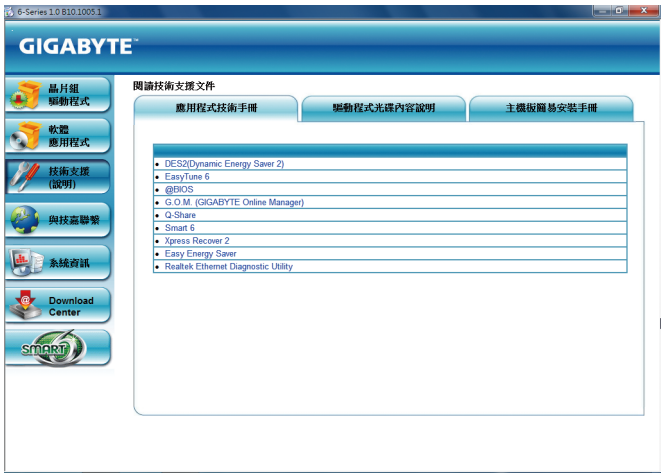 6-Series 1.0 B10.1005.1
GIGABYTE™
晶片組
驅動程式
軟體
應用程式
技術支援
(說明)
與技嘉聯繫
系統資訊
Download
Center
SMART 6
閱讀技術支援文件
應用程式技術手冊
驅動程式光碟內容說明
主機板簡易安裝手冊
• DES2(Dynamic Energy Saver 2)
• EasyTune 6
• @BIOS
• G.O.M. (GIGABYTE Online Manager)
• Q-Share
• Smart 6
• Xpress Recover 2
• Easy Energy Saver
• Realtek Ethernet Diagnostic Utility